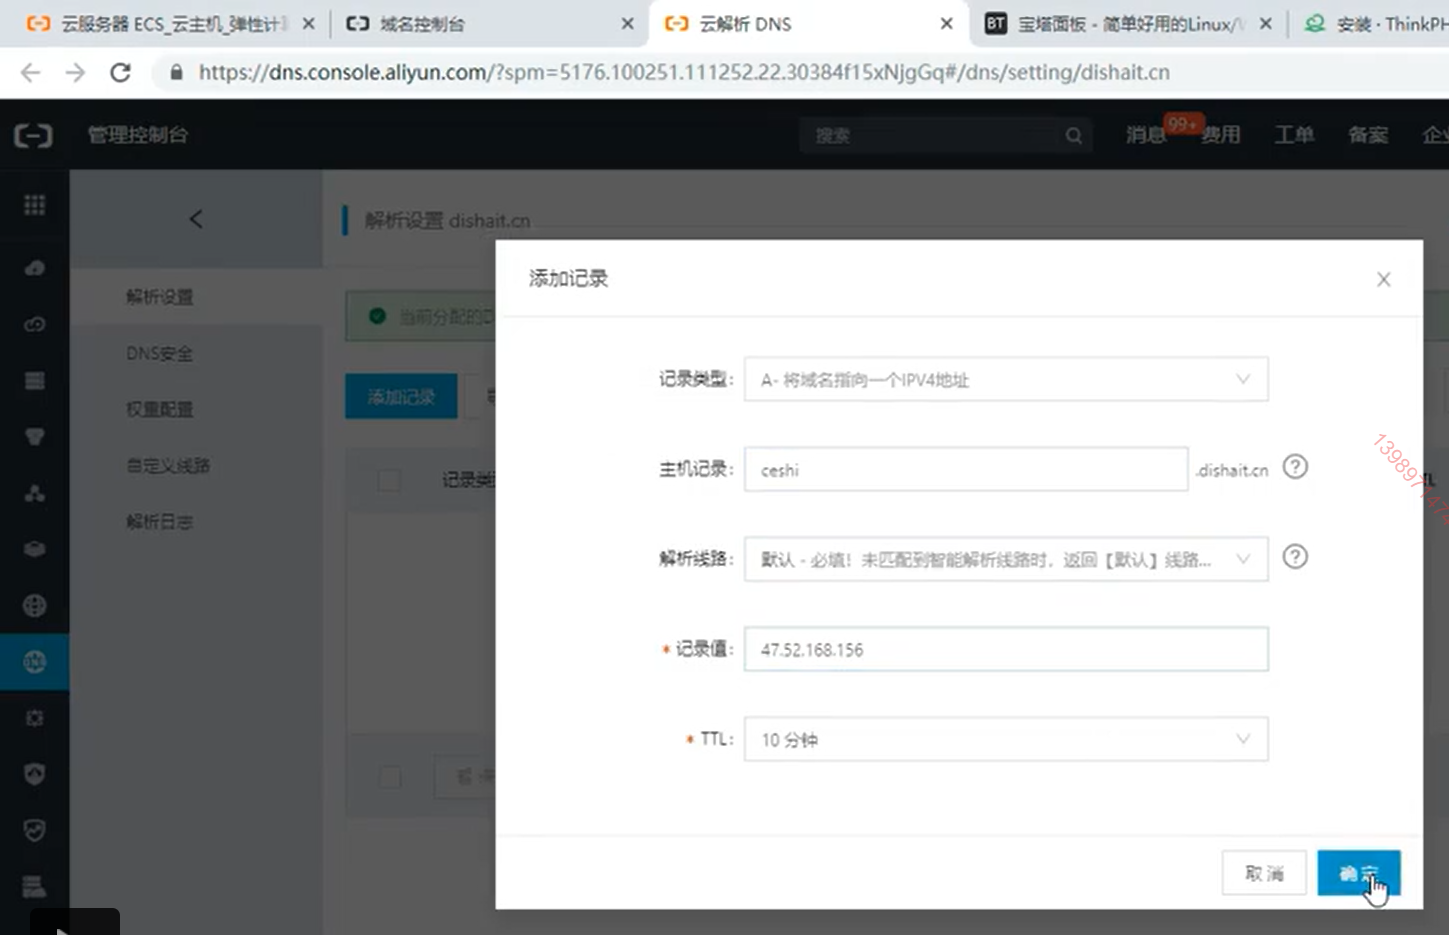 云服务器 ECS_云主机_弹性计
域名控制台
云解析 DNS
BT 宝塔面板 - 简单好用的Linux/
安装 · ThinkPH
https://dns.console.aliyun.com/?spm=5176.100251.111252.22.30384f15xNjgGq#/dns/setting/dishait.cn
管理控制台
搜索
消息
99+
费用
工单
备案
企业
解析设置 dishait.cn
解析设置
DNS安全
权重配置
自定义线路
解析日志
当前分配的D
添加记录
记录类
DNS
添加记录
记录类型:
A- 将域名指向一个IPV4地址
主机记录:
ceshi
.dishait.cn
解析线路:
默认 - 必填！未匹配到智能解析线路时，返回【默认】线路...
* 记录值:
47.52.168.156
* TTL:
10 分钟
取消
确定